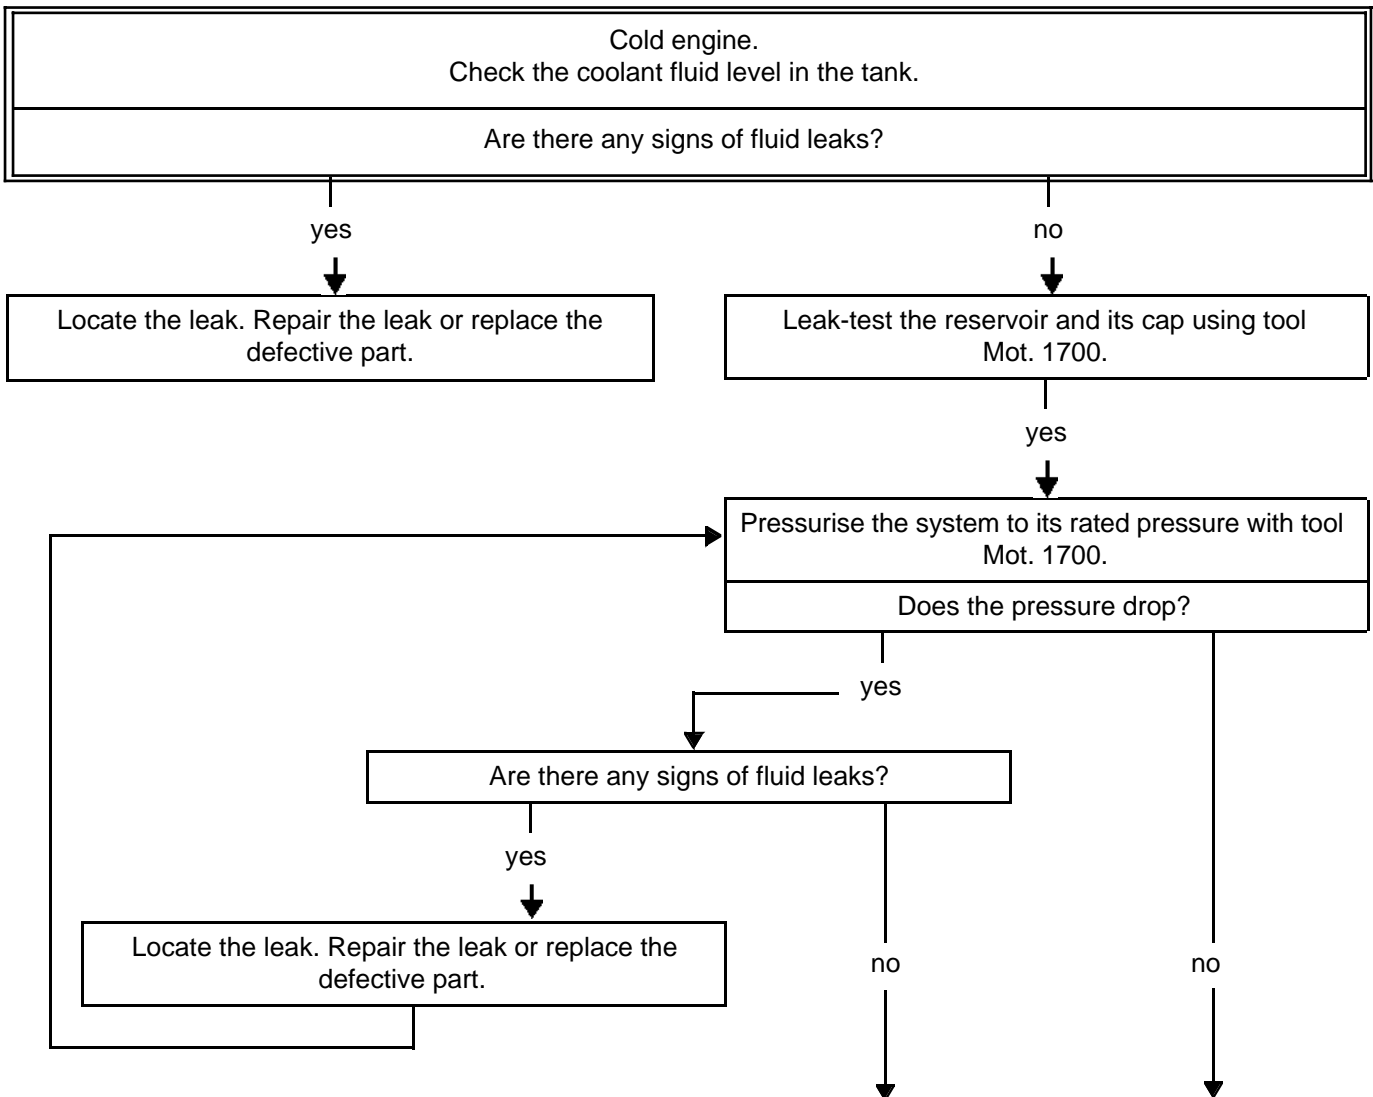 Cold engine.
Check the coolant fluid level in the tank.
Are there any signs of fluid leaks?
yes
no
Locate the leak. Repair the leak or replace the
defective part.
Leak-test the reservoir and its cap using tool
Mot. 1700.
yes
Pressurise the system to its rated pressure with tool
Mot. 1700.
Does the pressure drop?
yes
Are there any signs of fluid leaks?
yes
Locate the leak. Repair the leak or replace the
defective part.
no
no